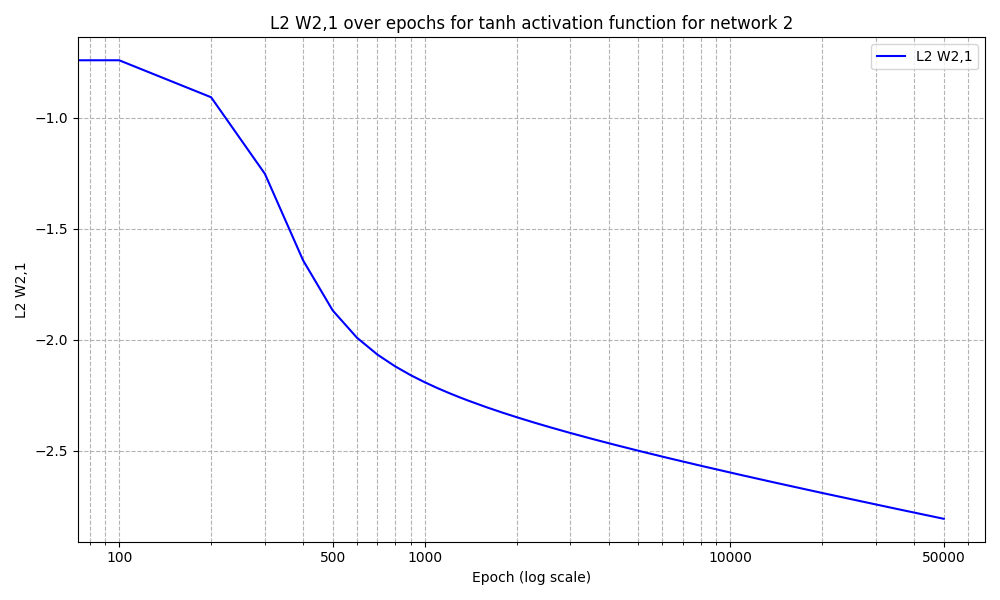 L2 W2,1 over epochs for tanh activation function for network 2
L2 W2,1
−1.0
−1.5
−2.0
−2.5
L2 W2,1
100
500
1000
10000
50000
Epoch (log scale)